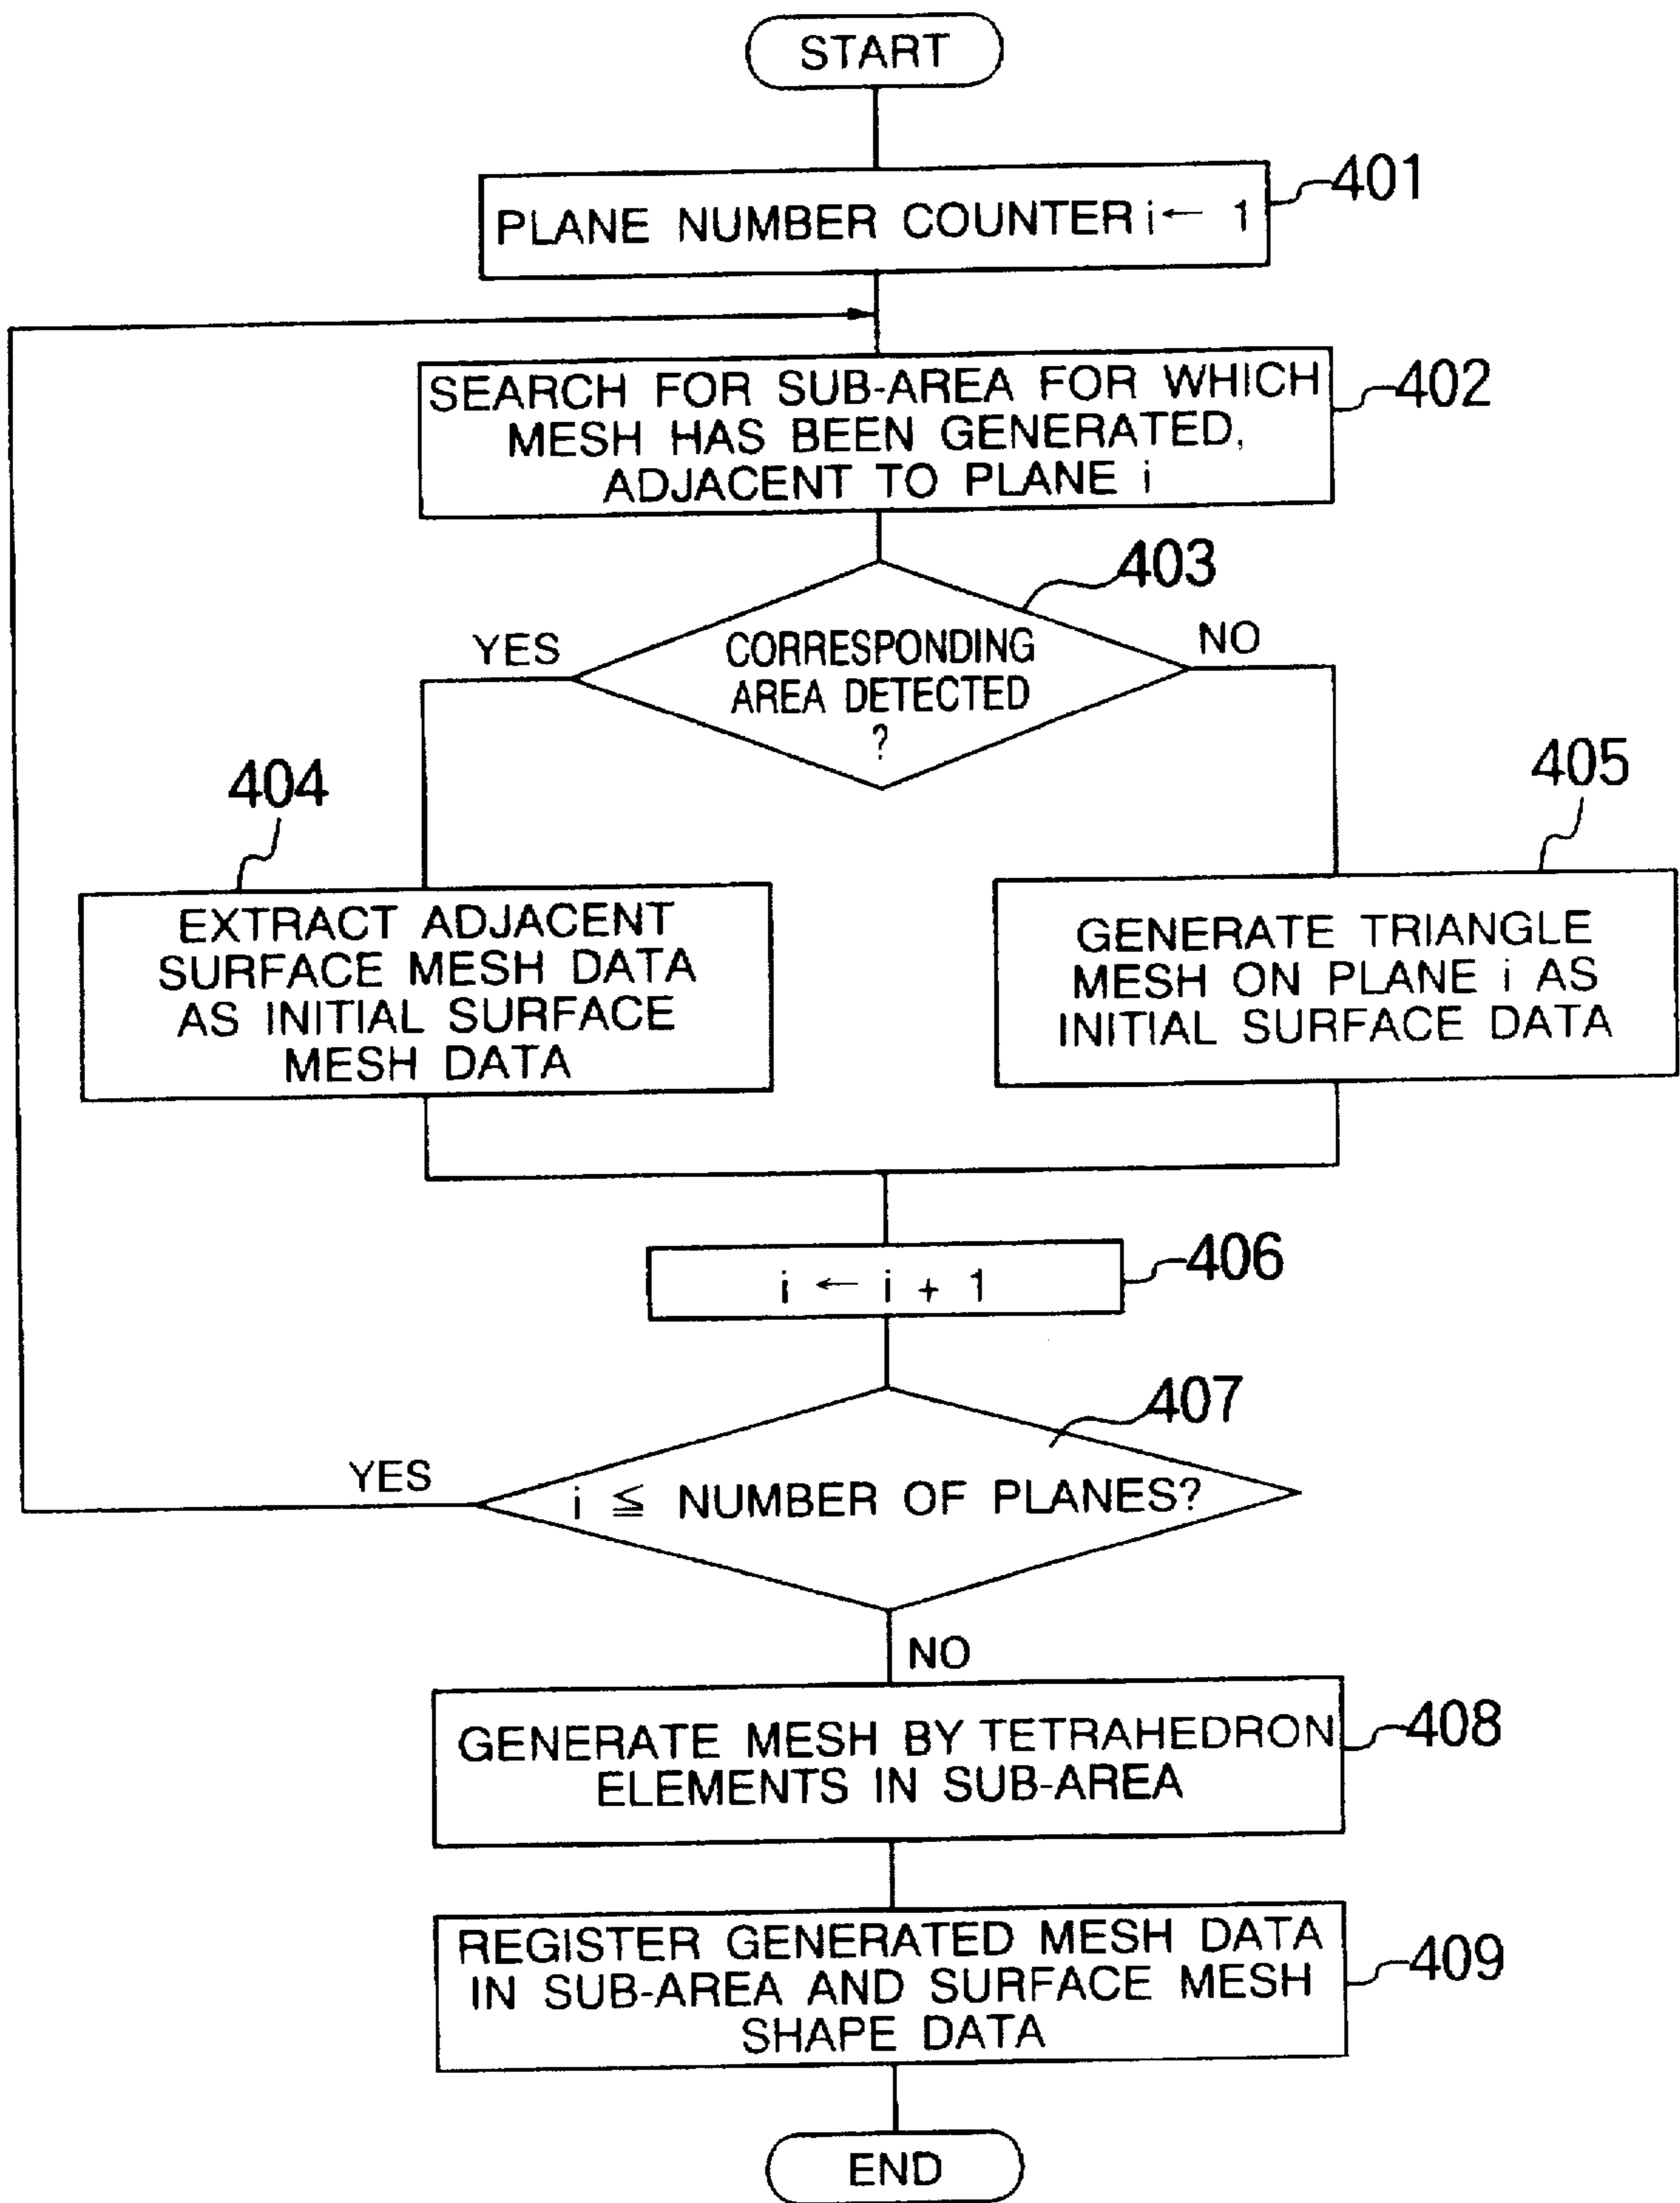 START
401
PLANE NUMBER COUNTER i ← 1
402
SEARCH FOR SUB-AREA FOR WHICH
MESH HAS BEEN GENERATED,
ADJACENT TO PLANE i
403
YES
CORRESPONDING
AREA DETECTED
?
NO
404
405
EXTRACT ADJACENT
SURFACE MESH DATA
AS INITIAL SURFACE
MESH DATA
GENERATE TRIANGLE
MESH ON PLANE i AS
INITIAL SURFACE DATA
406
i ← i + 1
407
YES
i ≦ NUMBER OF PLANES?
NO
408
GENERATE MESH BY TETRAHEDRON
ELEMENTS IN SUB-AREA
409
REGISTER GENERATED MESH DATA
IN SUB-AREA AND SURFACE MESH
SHAPE DATA
END